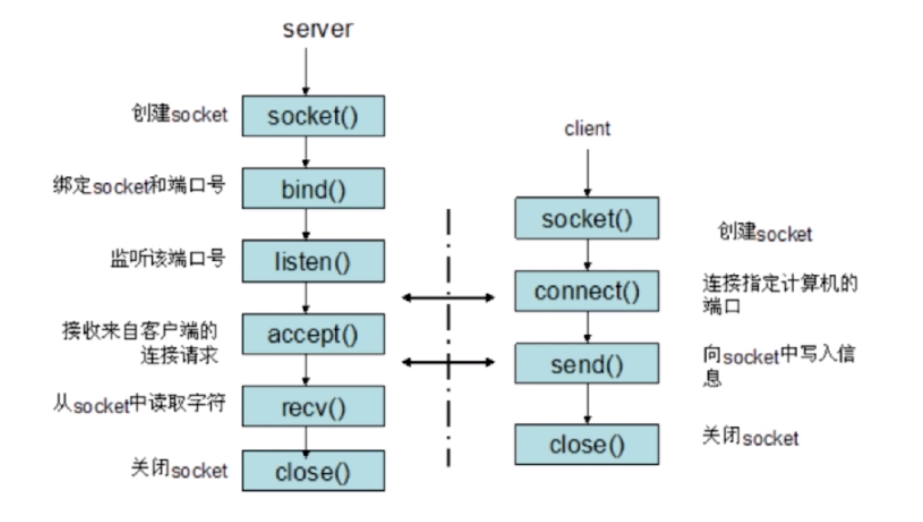 server
创建socket
socket()
绑定socket和端口号
bind()
监听该端口号
listen()
接收来自客户端的
连接请求
accept()
从socket中读取字符
recv()
关闭socket
close()
client
socket()
创建socket
connect()
连接指定计算机的
端口
send()
向socket中写入信
息
close()
关闭socket